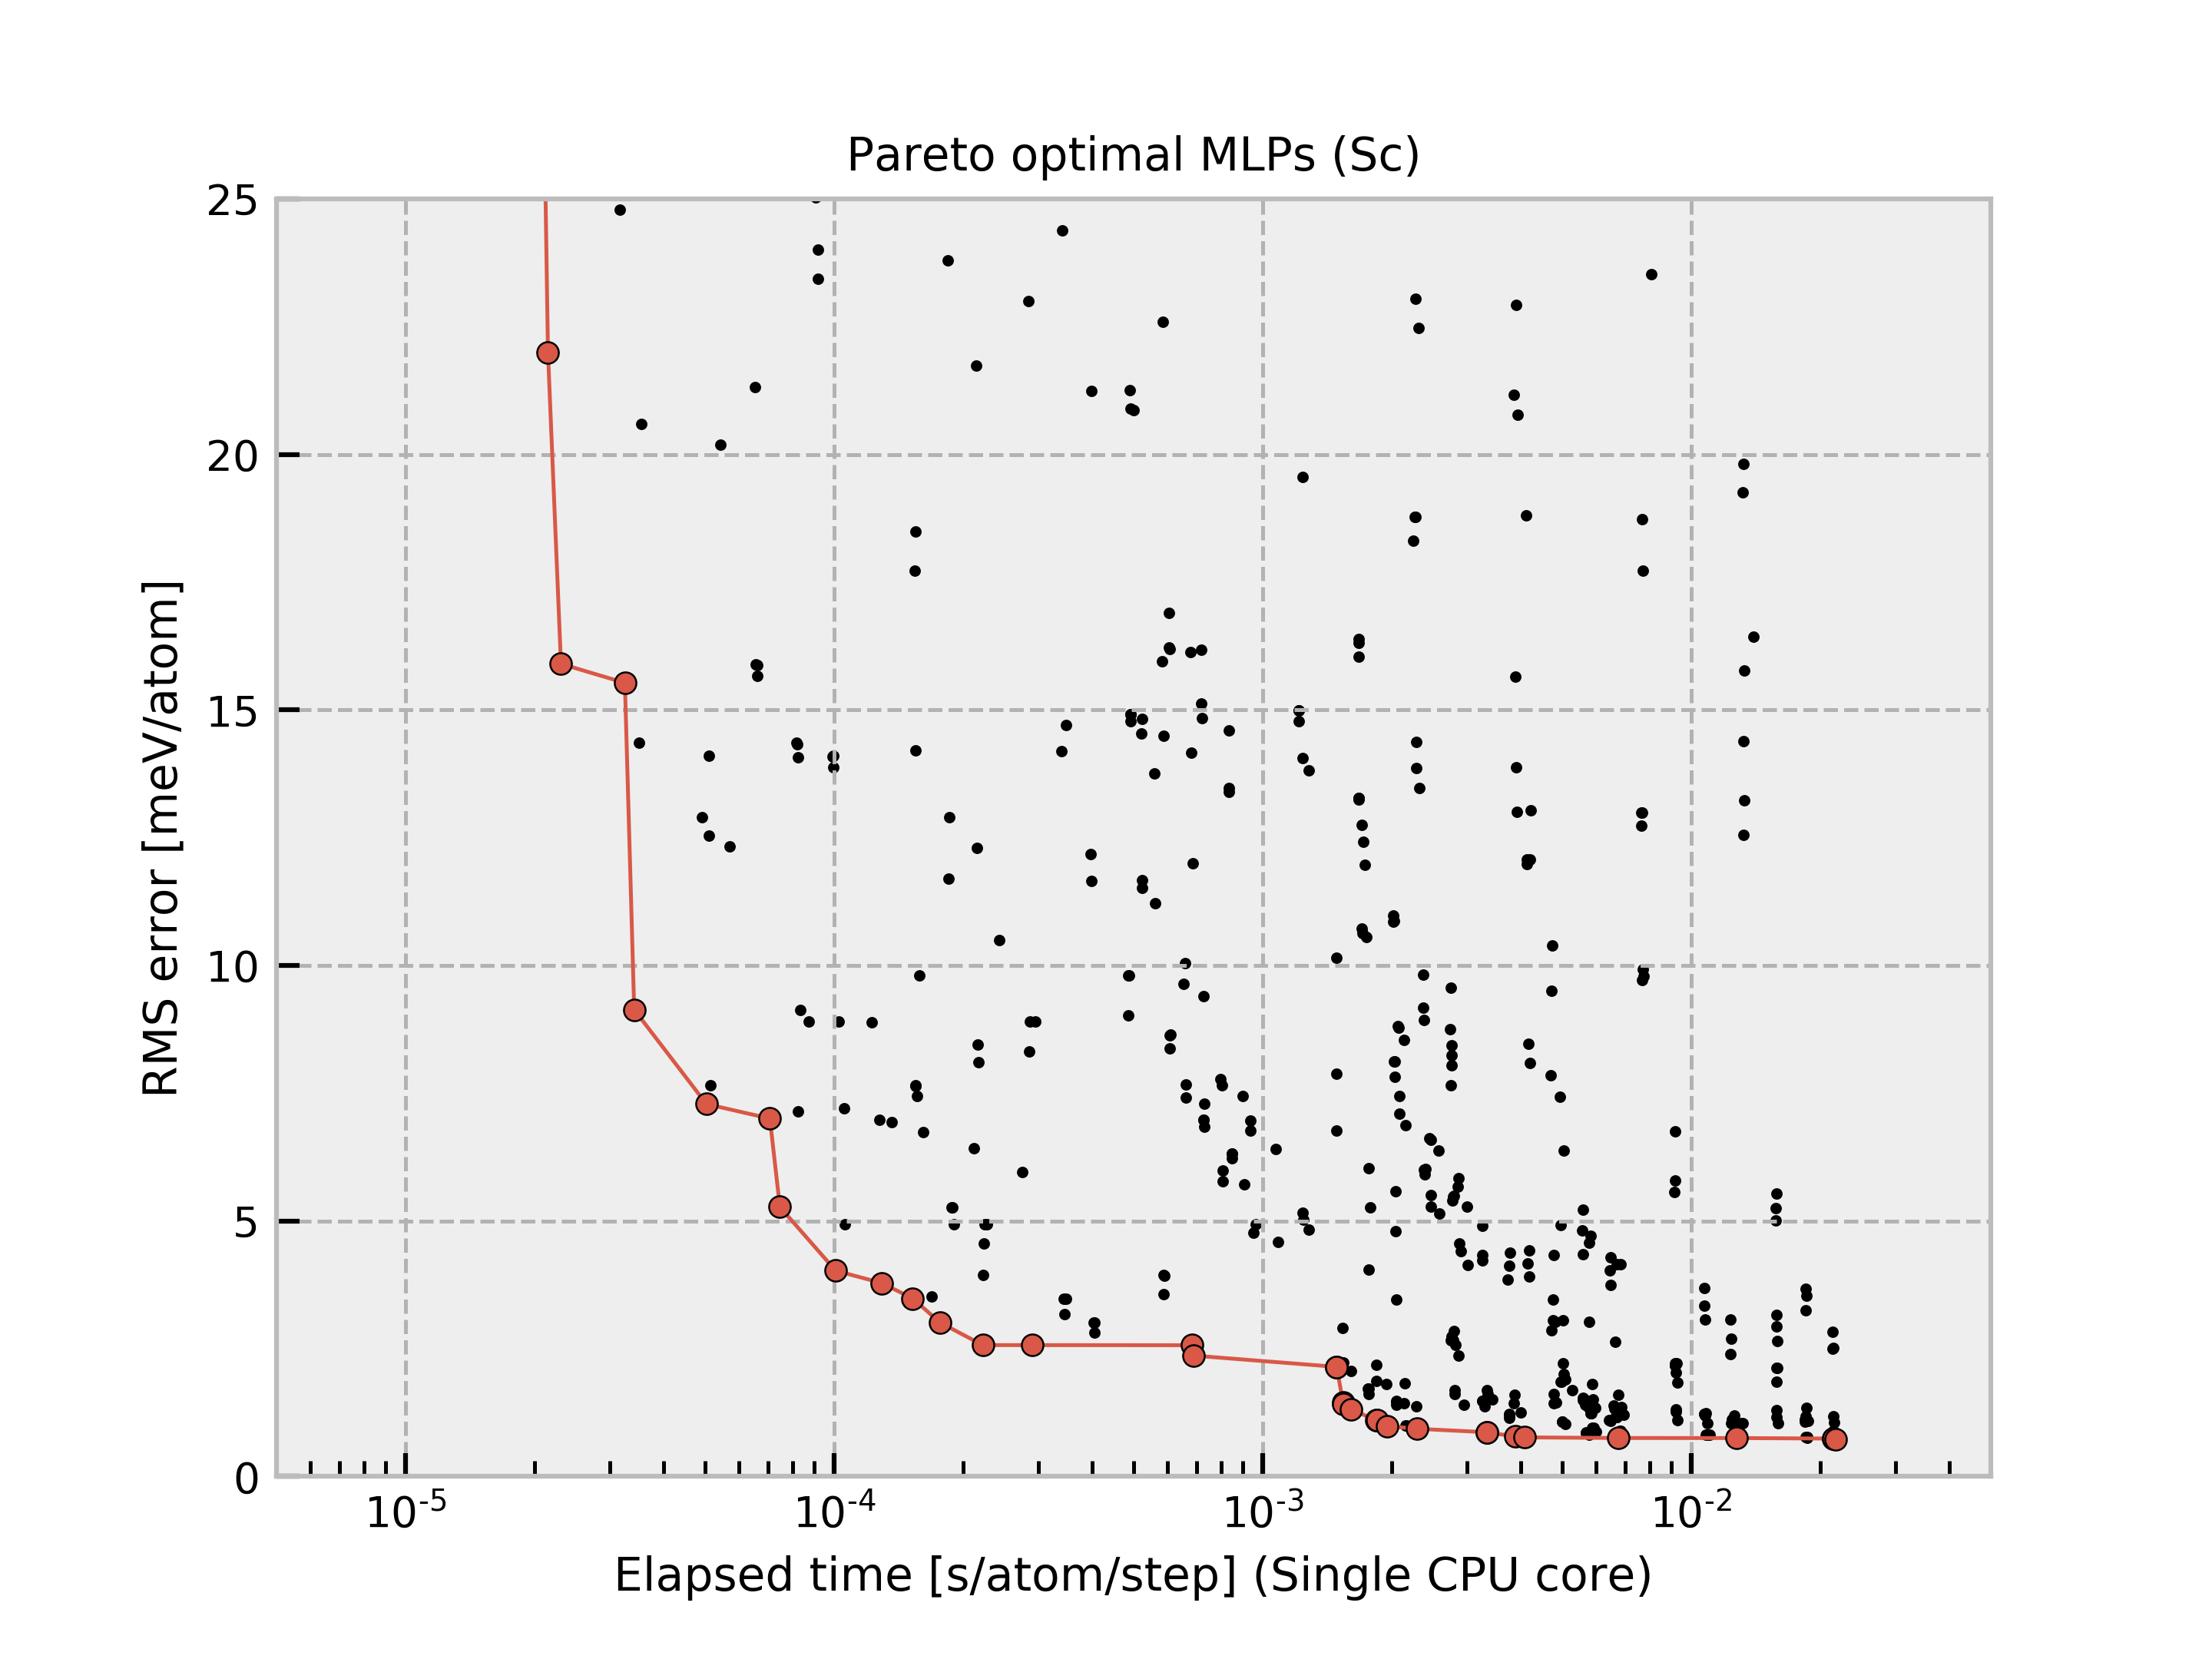 Pareto optimal MLPs (Sc)
25
20
15
10
5
0
RMS error [meV/atom]
10-5 10-4 10-3 10-2
Elapsed time [s/atom/step] (Single CPU core)